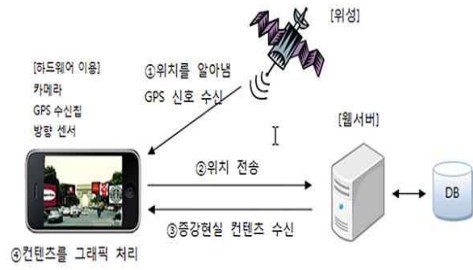 [위성]
[하드웨어 이용]
카메라
GPS 수신칩
방향 센서
①위치를 알아냄
GPS 신호 수신
[웹서버]
②위치 전송
DB
③증강현실 컨텐츠 수신
④컨텐츠를 그래픽 처리